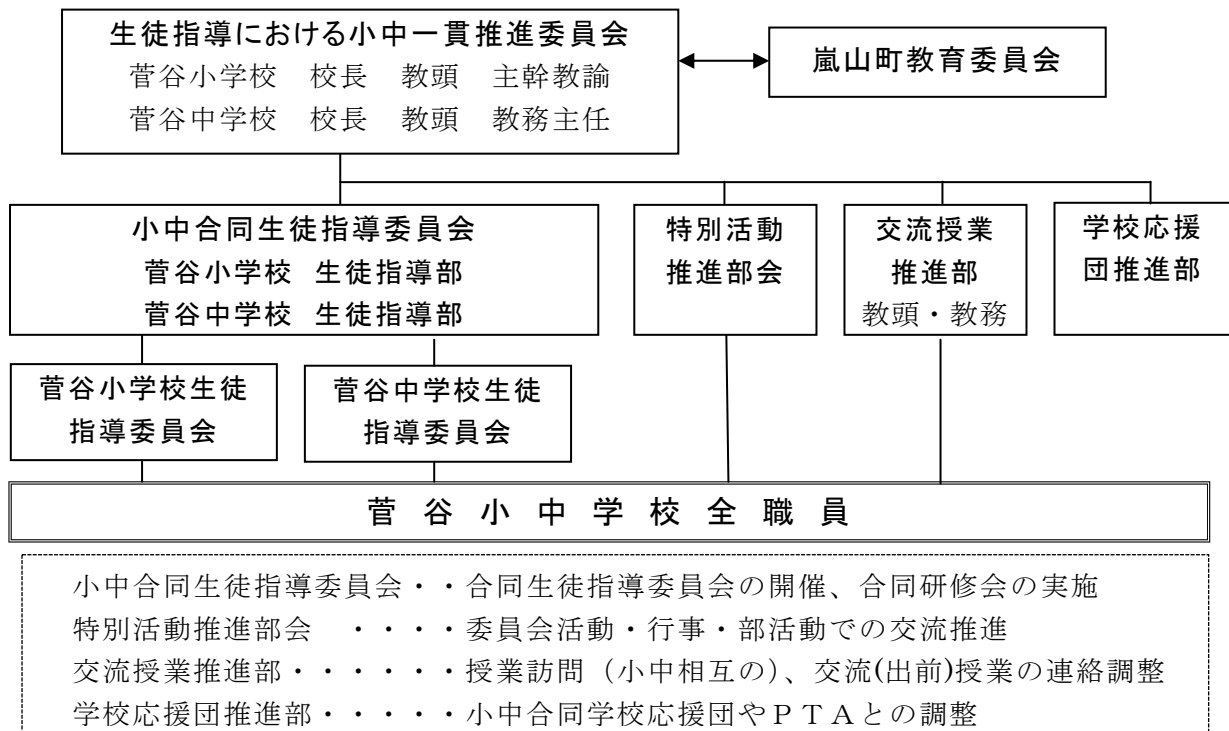 生徒指導における小中一貫推進委員会
菅谷小学校　校長　教頭　主幹教諭
菅谷中学校　校長　教頭　教務主任
嵐山町教育委員会
小中合同生徒指導委員会
菅谷小学校 生徒指導部
菅谷中学校 生徒指導部
特別活動
推進部会
交流授業
推進部
教頭・教務
学校応援
団推進部
菅谷小学校生徒
指導委員会
菅谷中学校生徒
指導委員会
菅 谷 小 中 学 校 全 職 員
小中合同生徒指導委員会・・合同生徒指導委員会の開催、合同研修会の実施
特別活動推進部会　・・・・委員会活動・行事・部活動での交流推進
交流授業推進部・・・・・・授業訪問（小中相互の）、交流(出前)授業の連絡調整
学校応援団推進部・・・・・小中合同学校応援団やＰＴＡとの調整